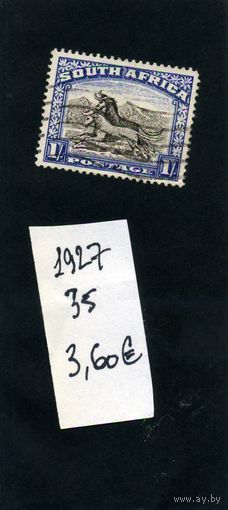 SOUTH AFRICA
1/- POSTAGE 1/-
1927
35
3,60€
www.ay.by